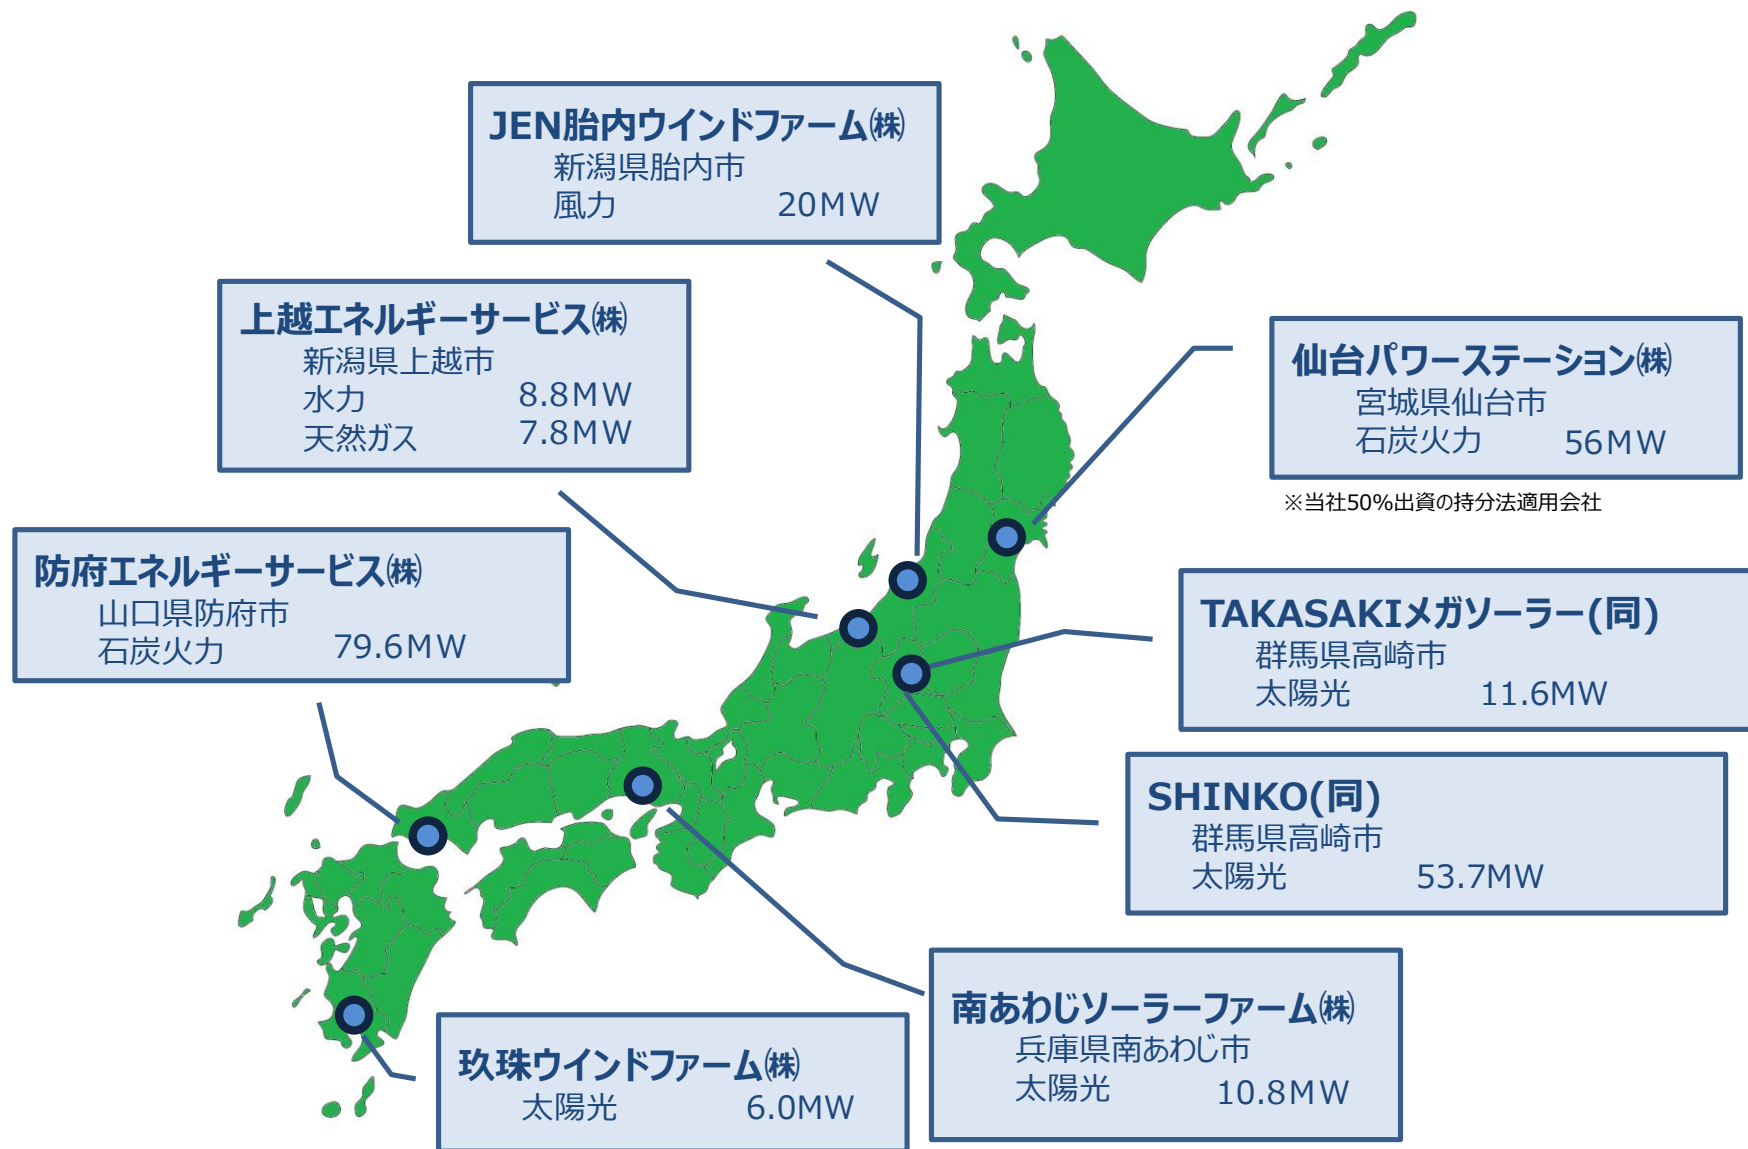 JEN胎内ウインドファーム㈱
新潟県胎内市
風力 20MW
上越エネルギーサービス㈱
新潟県上越市
水力 8.8MW
天然ガス 7.8MW
仙台パワーステーション㈱
宮城県仙台市
石炭火力 56MW
※当社50%出資の持分法適用会社
防府エネルギーサービス㈱
山口県防府市
石炭火力 79.6MW
TAKASAKIメガソーラー(同)
群馬県高崎市
太陽光 11.6MW
SHINKO(同)
群馬県高崎市
太陽光 53.7MW
南あわじソーラーファーム㈱
兵庫県南あわじ市
太陽光 10.8MW
玖珠ウインドファーム㈱
太陽光 6.0MW